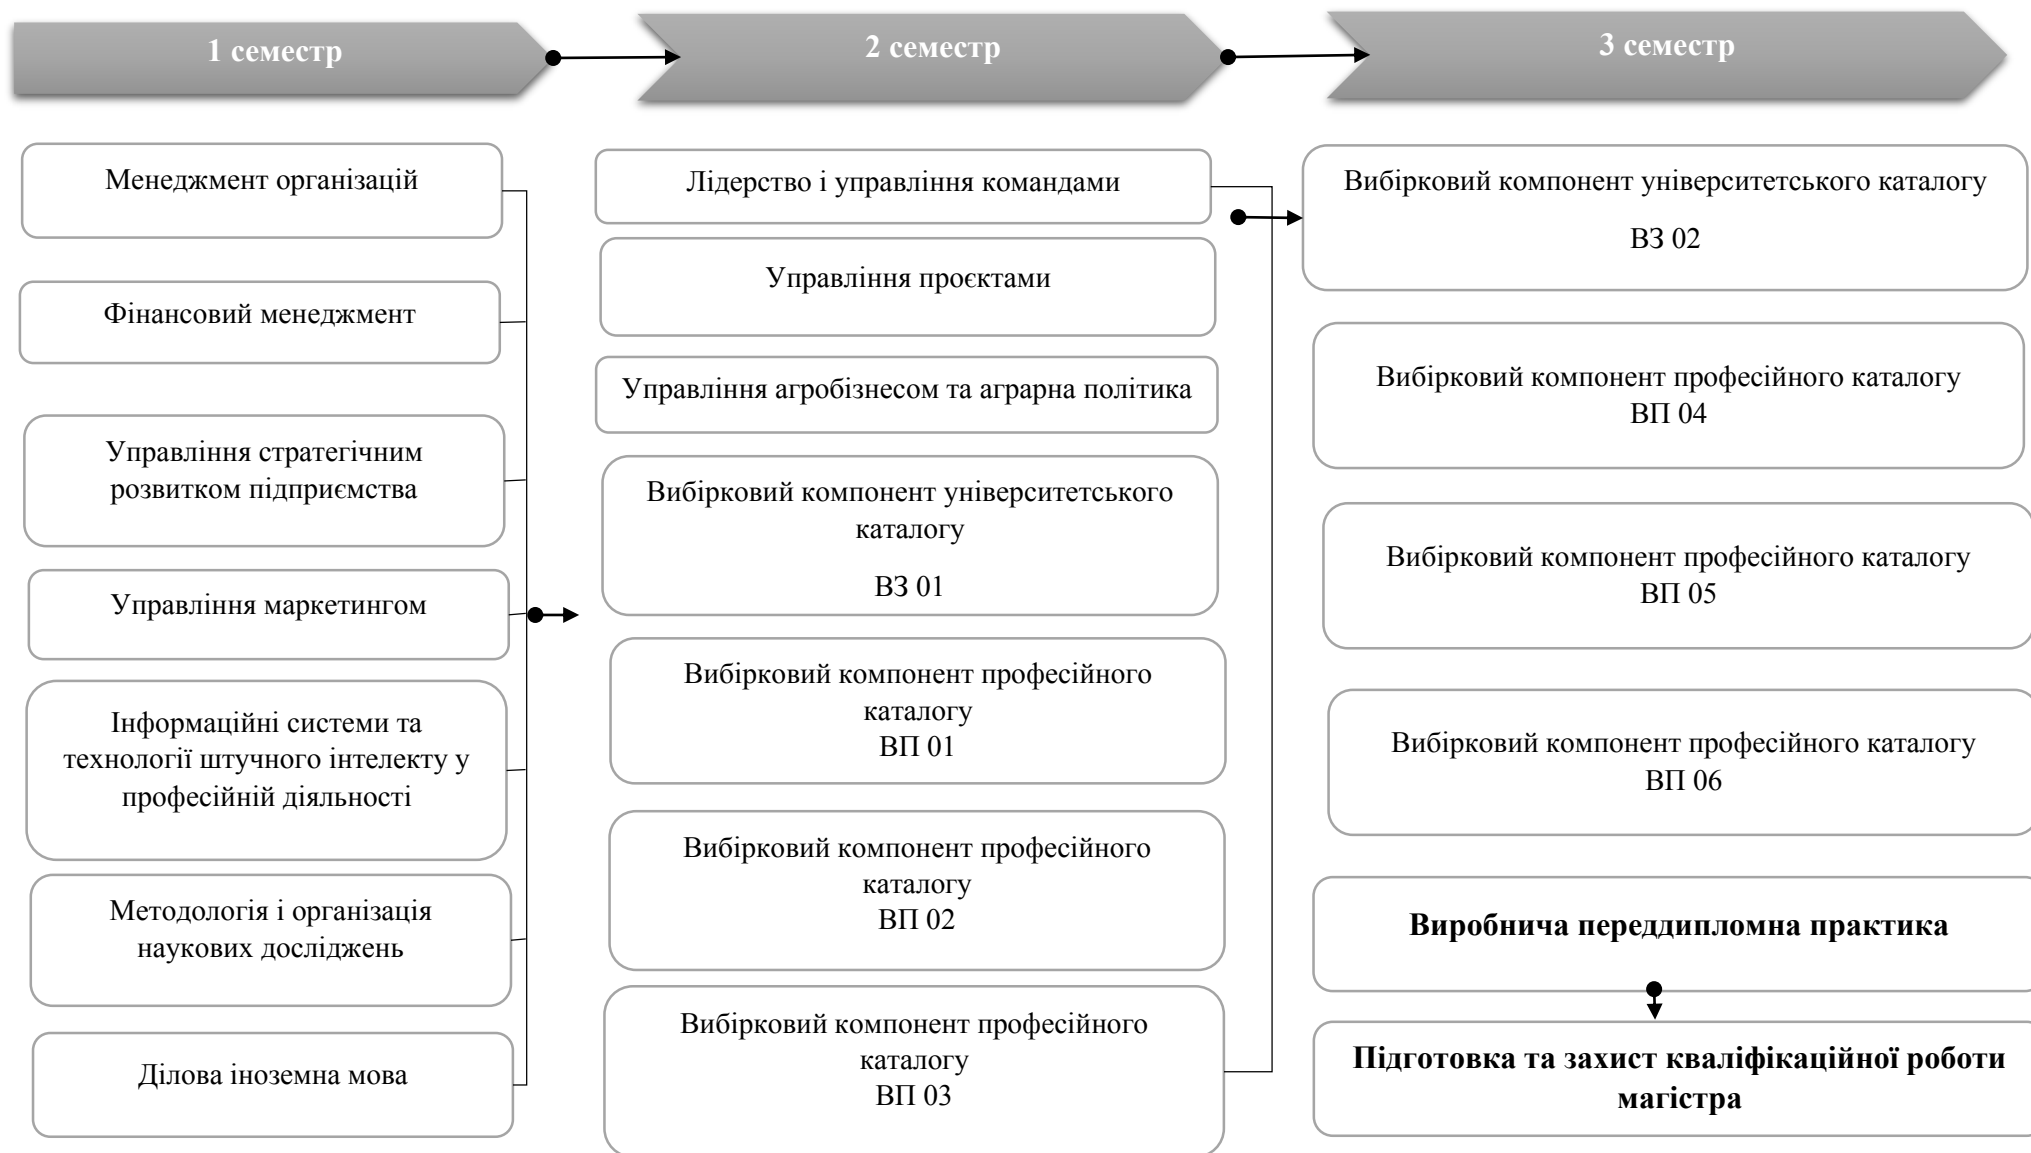 1 семестр
2 семестр
3 семестр
Менеджмент організацій
Фінансовий менеджмент
Управління стратегічним
розвитком підприємства
Управління маркетингом
Інформаційні системи та
технології штучного інтелекту у
професійній діяльності
Методологія і організація
наукових досліджень
Ділова іноземна мова
Лідерство і управління командами
Управління проєктами
Управління агробізнесом та аграрна політика
Вибірковий компонент університетського
каталогу
ВЗ 01
Вибірковий компонент професійного
каталогу
ВП 01
Вибірковий компонент професійного
каталогу
ВП 02
Вибірковий компонент професійного
каталогу
ВП 03
Вибірковий компонент університетського каталогу
ВЗ 02
Вибірковий компонент професійного каталогу
ВП 04
Вибірковий компонент професійного каталогу
ВП 05
Вибірковий компонент професійного каталогу
ВП 06
Виробнича переддипломна практика
Підготовка та захист кваліфікаційної роботи
магістра